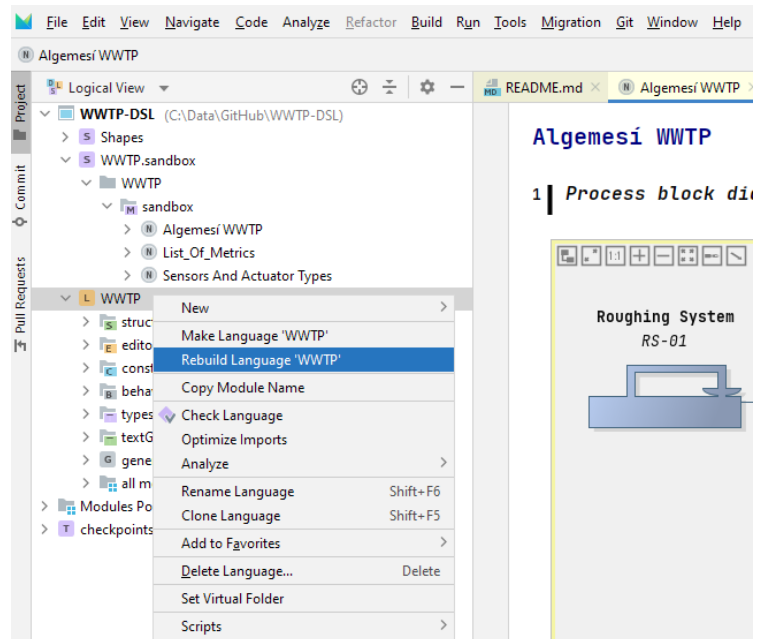 File Edit View Navigate Code Analyze Refactor Build Run Tools Migration Git Window Help
N Algemesí WWTP
Project
Commit
Pull Requests
Logical View
README.md
N Algemesí WWTP
WWTP-DSL (C:\Data\GitHub\WWTP-DSL)
S Shapes
S WWTP.sandbox
WWTP
M sandbox
N Algemesí WWTP
N List_Of_Metrics
N Sensors And Actuator Types
L WWTP
S struc
E edito
C const
B beha
types
textG
G gene
all m
Modules Po
T checkpoints
New
Make Language 'WWTP'
Rebuild Language 'WWTP'
Copy Module Name
Check Language
Optimize Imports
Analyze
Rename Language Shift+F6
Clone Language Shift+F5
Add to Favorites
Delete Language... Delete
Set Virtual Folder
Scripts
Algemesí WWTP
1 Process block di
1:1
Roughing System
RS-01